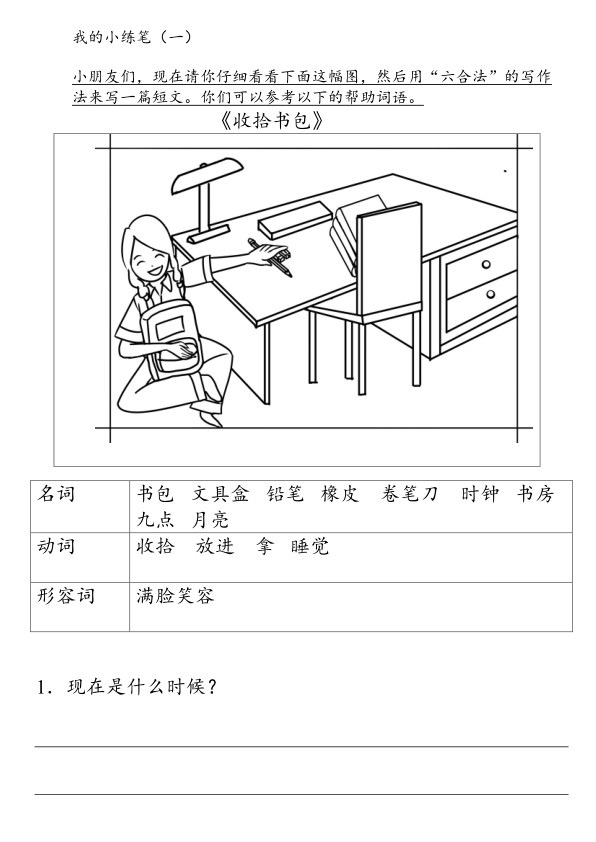 我的小练笔（一）
小朋友们，现在请你仔细看看下面这幅图，然后用“六合法”的写作
法来写一篇短文。你们可以参考以下的帮助词语。
《收拾书包》
名词 书包 文具盒 铅笔 橡皮 卷笔刀 时钟 书房
九点 月亮
动词 收拾 放进 拿 睡觉
形容词 满脸笑容
1．现在是什么时候？